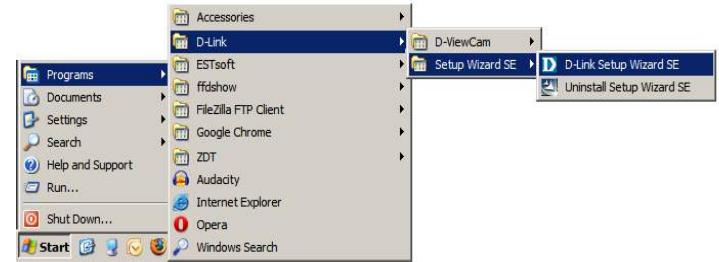 Programs
Documents
Settings
Search
Help and Support
Run...
Shut Down...
Start
Accessories
D-Link
ESTsoft
ffdshow
FileZilla FTP Client
Google Chrome
ZDT
Audacity
Internet Explorer
Opera
Windows Search
D-ViewCam
Setup Wizard SE
D-Link Setup Wizard SE
Uninstall Setup Wizard SE